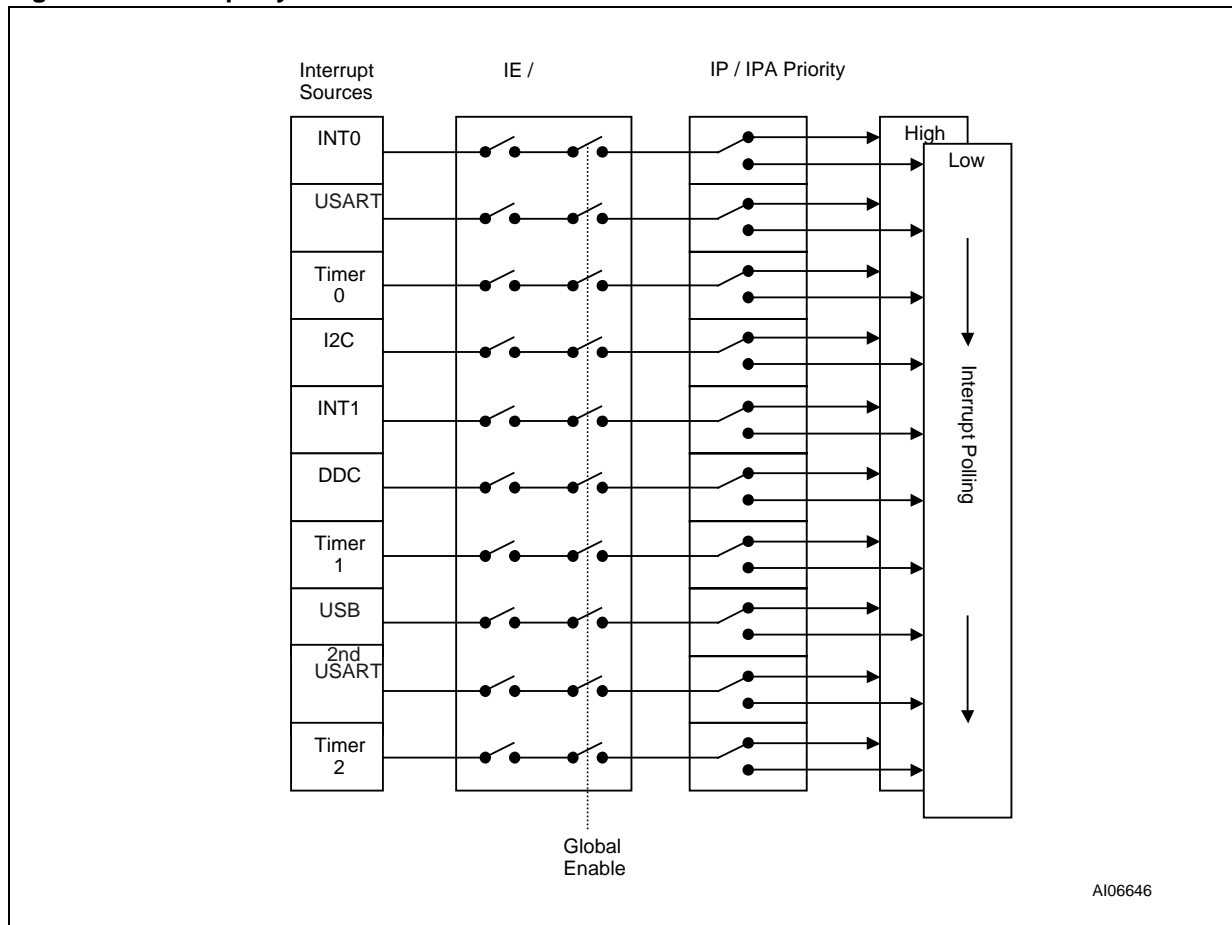 Interrupt
Sources
IE /
IP / IPA Priority
INT0
High
Low
USART
Timer
0
I2C
INT1
Interrupt Polling
DDC
Timer
1
USB
2nd
USART
Timer
2
Global
Enable
AI06646